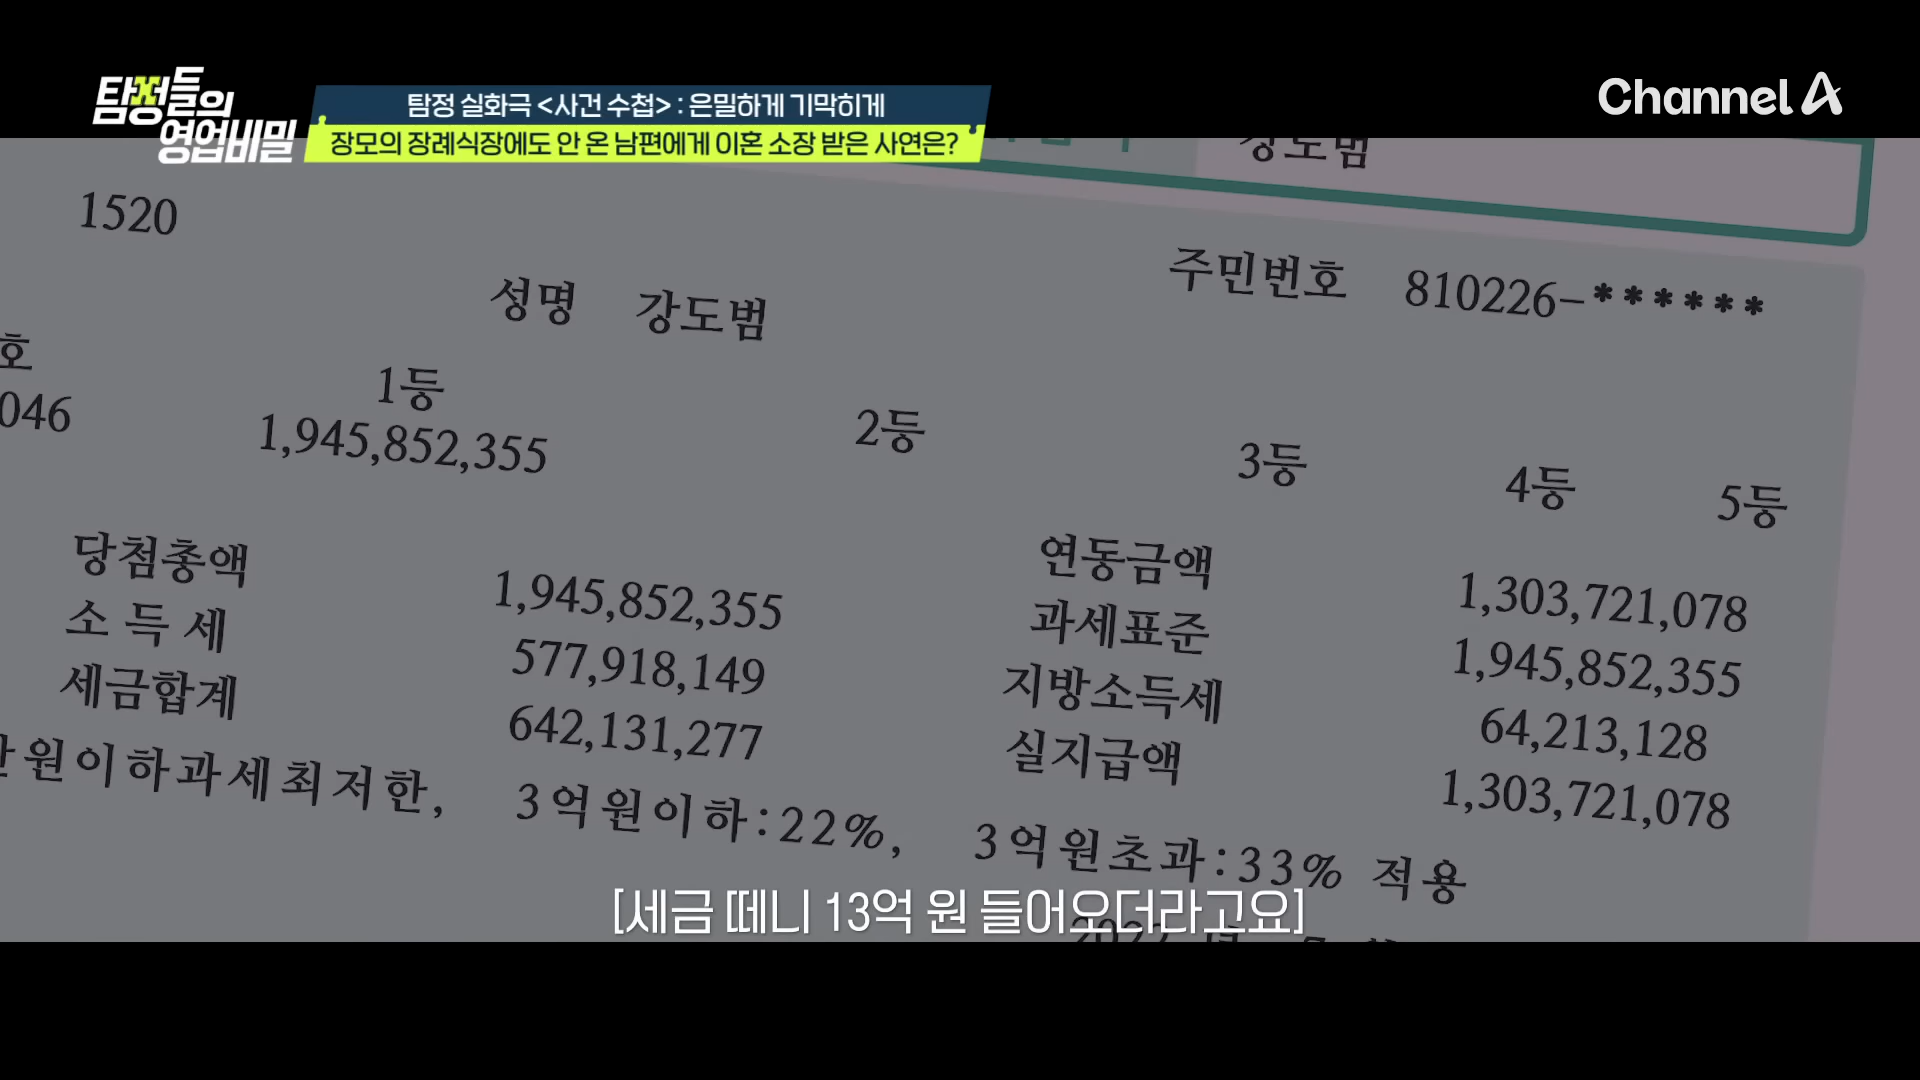 탐정들의
영업비밀
탐정 실화극 <사건 수첩> : 은밀하게 기막히게
장모의 장례식장에도 안 온 남편에게 이혼 소장 받은 사연은?
Channel A
강도범
1520
주민번호 810226-******
성명 강도범
호
046
1등 2등 3등 4등 5등
1,945,852,355
당첨총액 1,945,852,355 연동금액 1,303,721,078
소 득 세 577,918,149 과세표준 1,945,852,355
세금합계 642,131,277 지방소득세 64,213,128
실지급액 1,303,721,078
원이하과세최저한, 3억원이하:22%, 3억원초과:33% 적용
[세금 떼니 13억 원 들어오더라고요]